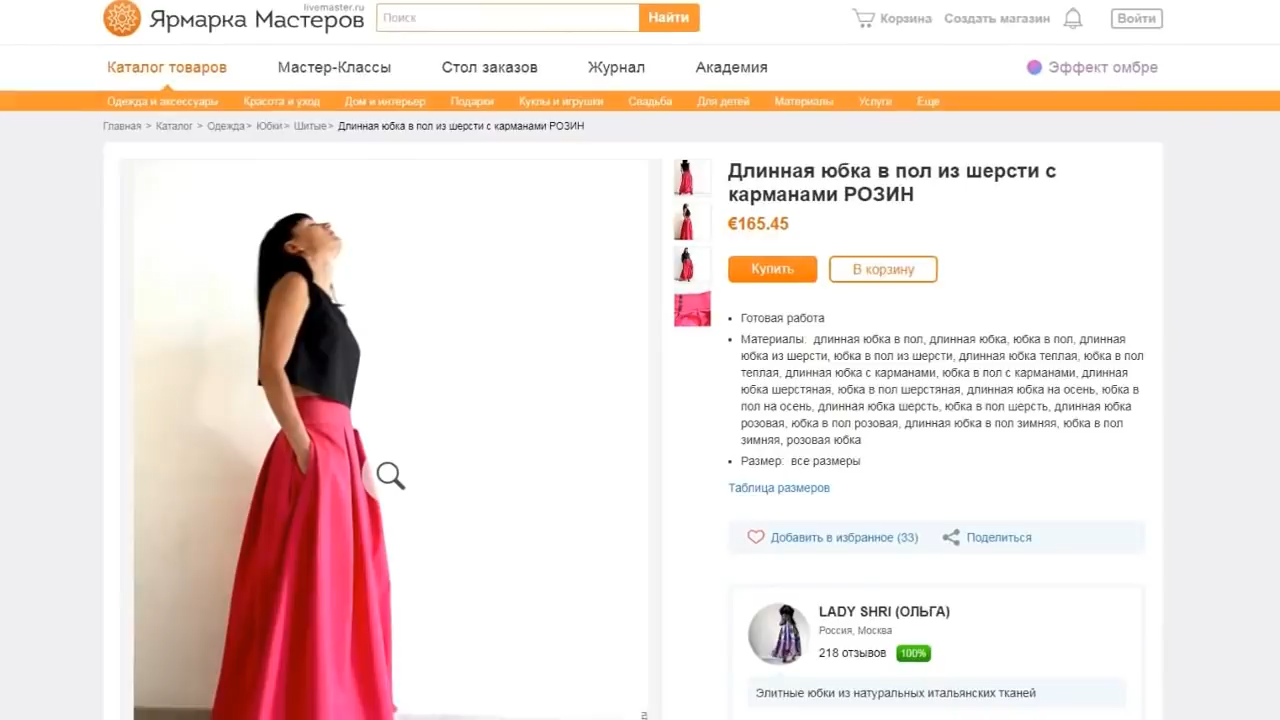 livemaster.ru
Ярмарка Мастеров
Поиск
Найти
Корзина
Создать магазин
Войти
Каталог товаров
Мастер-Классы
Стол заказов
Журнал
Академия
Эффект омбре
Одежда и аксессуары
Красота и уход
Дом и интерьер
Подарки
Куклы и игрушки
Свадьба
Для детей
Материалы
Услуги
Еще
Главная > Каталог > Одежда> Юбки> Шитые> Длинная юбка в пол из шерсти с карманами РОЗИН
Длинная юбка в пол из шерсти с
карманами РОЗИН
€165.45
Купить
В корзину
• Готовая работа
• Материалы: длинная юбка в пол, длинная юбка, юбка в пол, длинная
юбка из шерсти, юбка в пол из шерсти, длинная юбка теплая, юбка в пол
теплая, длинная юбка с карманами, юбка в пол с карманами, длинная
юбка шерстяная, юбка в пол шерстяная, длинная юбка на осень, юбка в
пол на осень, длинная юбка шерсть, юбка в пол шерсть, длинная юбка
розовая, юбка в пол розовая, длинная юбка в пол зимняя, юбка в пол
зимняя, розовая юбка
• Размер: все размеры
Таблица размеров
Добавить в избранное (33)
Поделиться
LADY SHRI (ОЛЬГА)
Россия, Москва
218 отзывов 100%
Элитные юбки из натуральных итальянских тканей